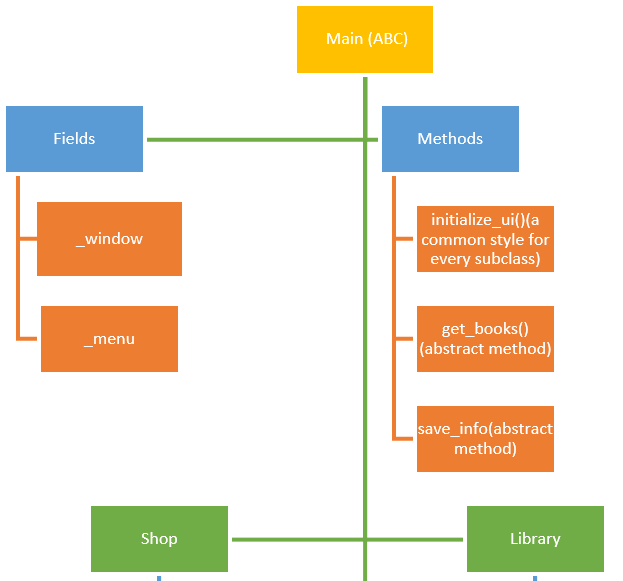 Main (ABC)
Fields
Methods
_window
initialize_ui()(a
common style for
every subclass)
_menu
get_books()
(abstract method)
save_info(abstract
method)
Shop
Library